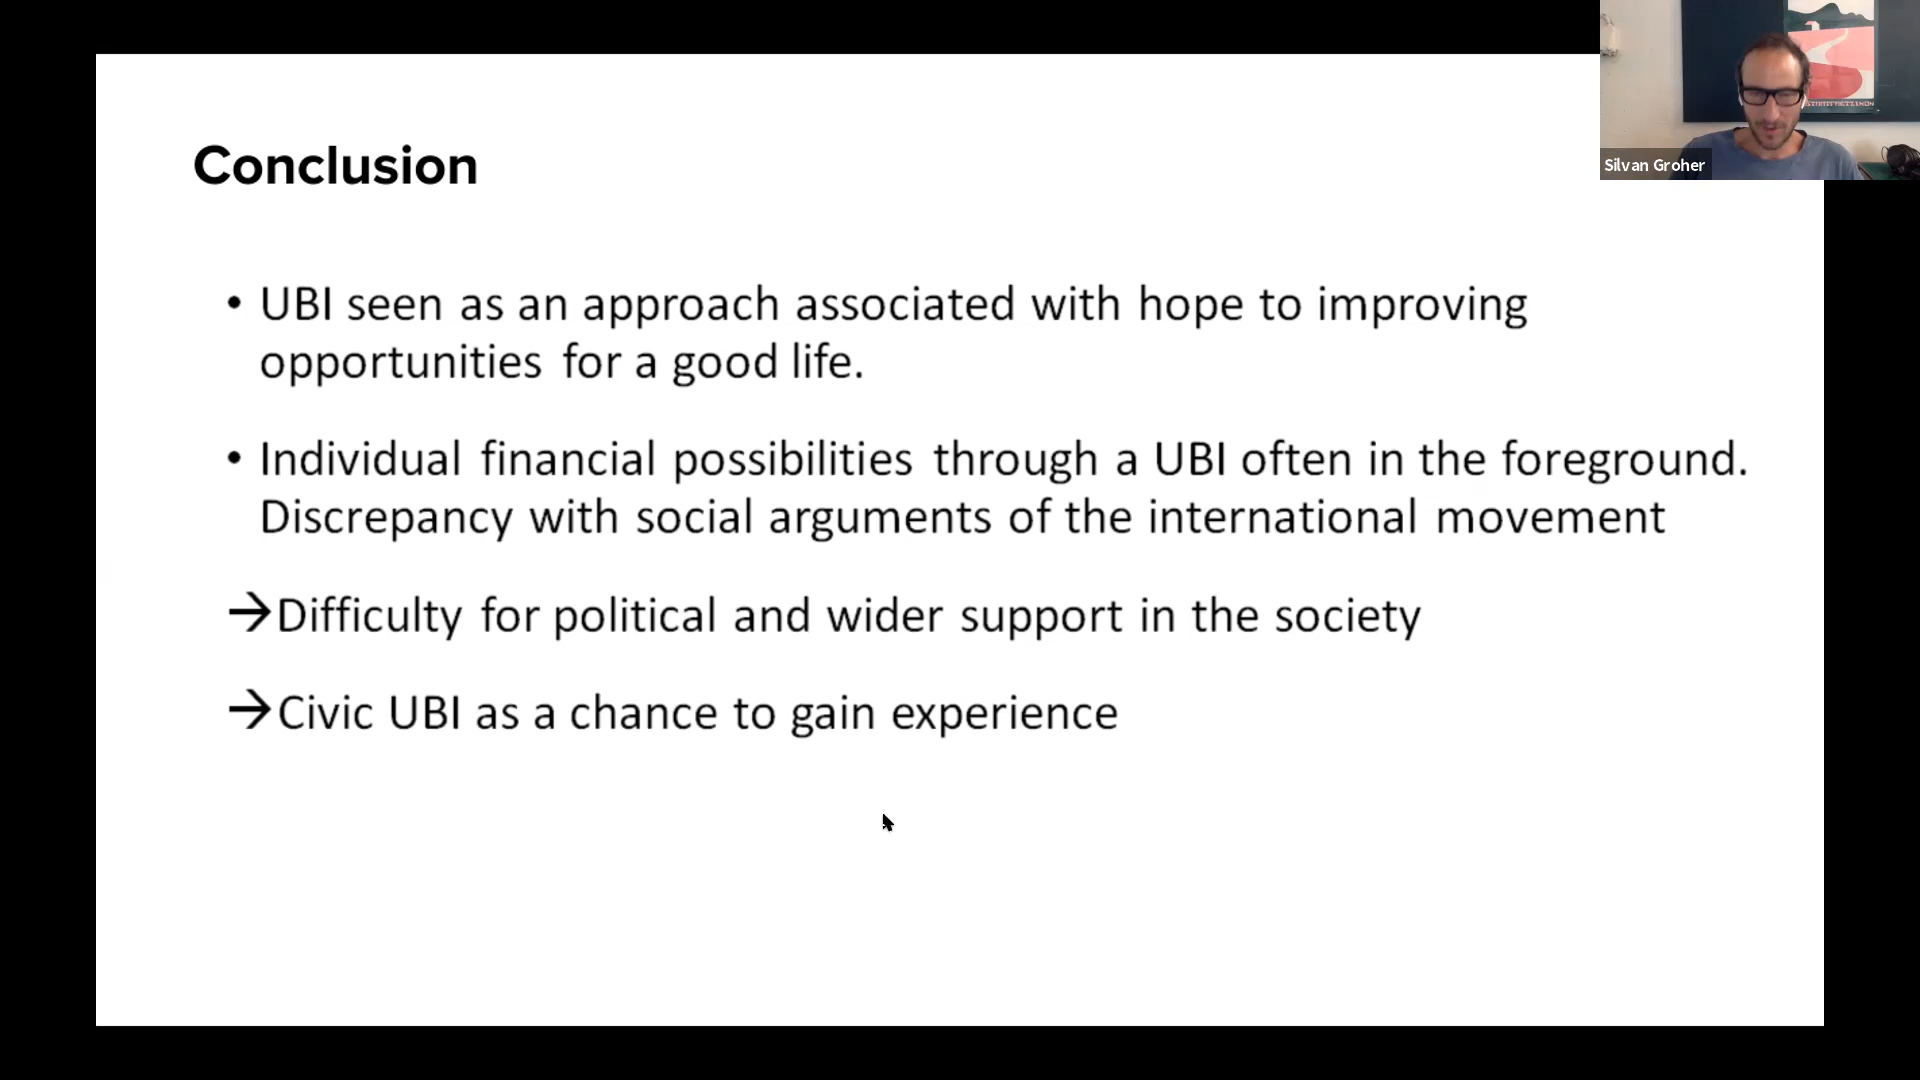 Conclusion
• UBI seen as an approach associated with hope to improving
opportunities for a good life.
• Individual financial possibilities through a UBI often in the foreground.
Discrepancy with social arguments of the international movement
→Difficulty for political and wider support in the society
→Civic UBI as a chance to gain experience
Silvan Groher